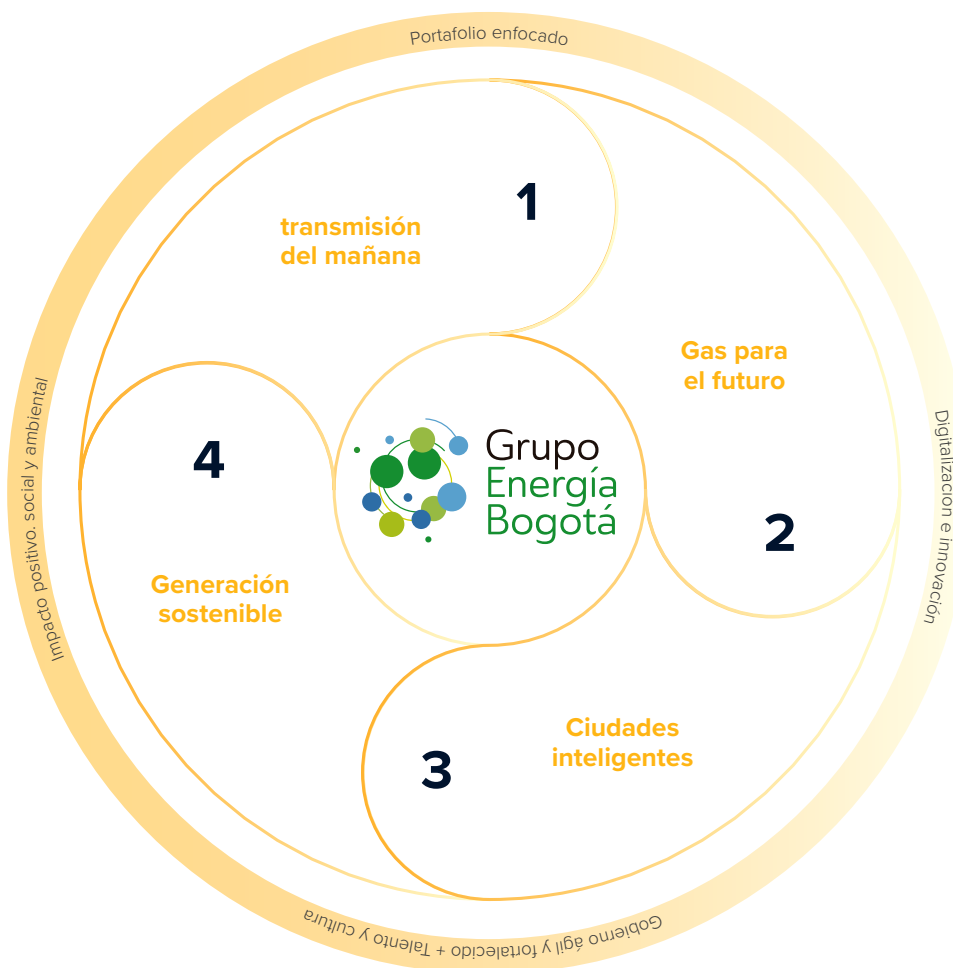 Portafolio enfocado
1
transmisión
del mañana
Gas para
el futuro
2
Digitalización e innovación
Grupo
Energía
Bogotá
4
Generación
sostenible
Impacto positivo. social y ambiental
3
Ciudades
inteligentes
Gobierno ágil y fortalecido + Talento y cultura